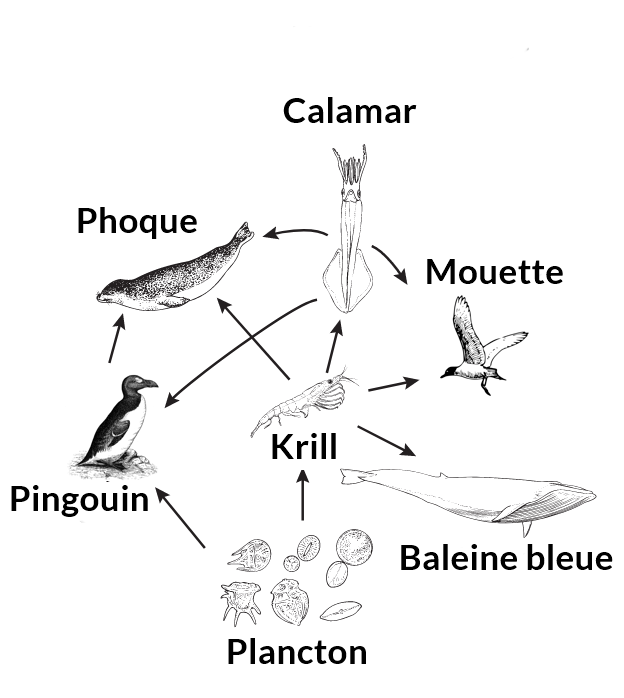 Calamar
Phoque
Mouette
Krill
Pingouin
Baleine bleue
Plancton